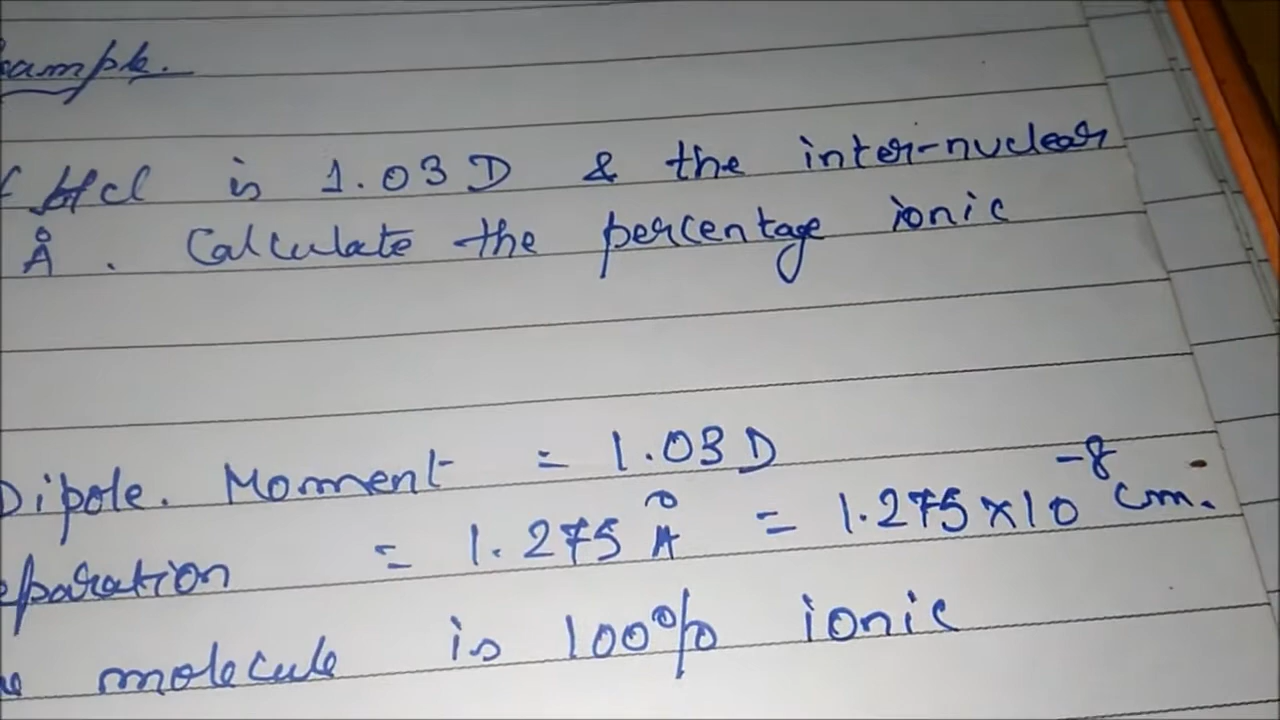 ample.
f Hcl is 1.03 D & the inter-nuclear
Å. Calculate the percentage ionic
Dipole. Moment = 1.03 D
eparation = 1.275 Å = 1.275 × 10⁻⁸ cm.
molecule is 100% ionic